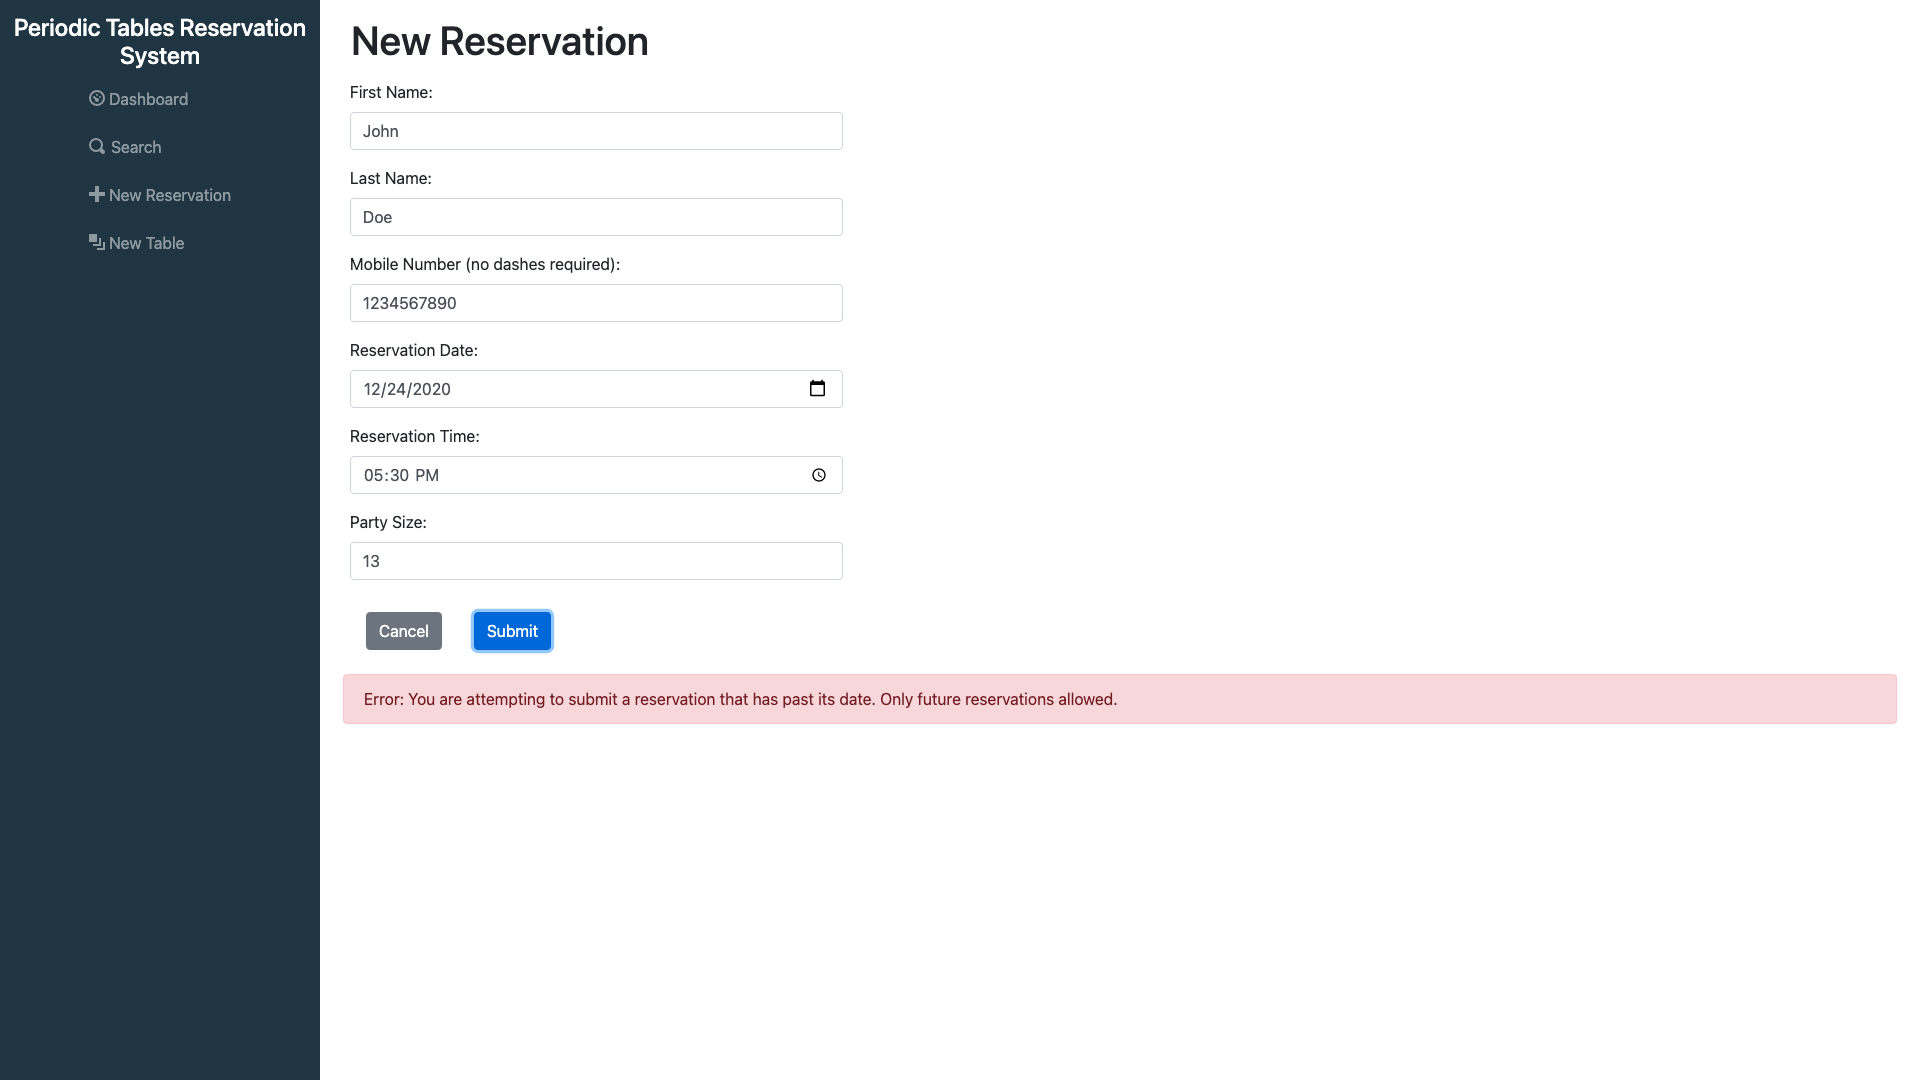 Periodic Tables Reservation
System
Dashboard
Search
New Reservation
New Table
New Reservation
First Name:
John
Last Name:
Doe
Mobile Number (no dashes required):
1234567890
Reservation Date:
12/24/2020
Reservation Time:
05:30 PM
Party Size:
13
Cancel
Submit
Error: You are attempting to submit a reservation that has past its date. Only future reservations allowed.